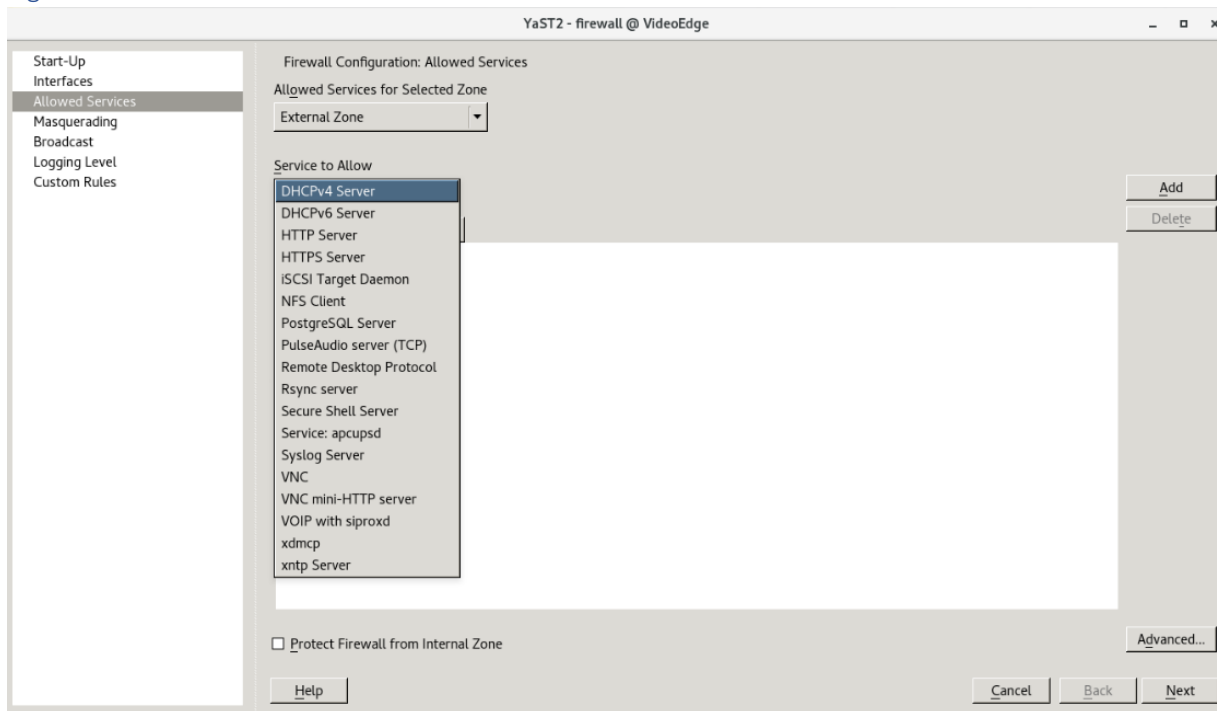 YaST2 - firewall @ VideoEdge
Start-Up
Interfaces
Allowed Services
Masquerading
Broadcast
Logging Level
Custom Rules
Firewall Configuration: Allowed Services
Allowed Services for Selected Zone
External Zone
Service to Allow
DHCPv4 Server
DHCPv6 Server
HTTP Server
HTTPS Server
iSCSI Target Daemon
NFS Client
PostgreSQL Server
PulseAudio server (TCP)
Remote Desktop Protocol
Rsync server
Secure Shell Server
Service: apcupsd
Syslog Server
VNC
VNC mini-HTTP server
VOIP with siproxd
xdmcp
xntp Server
Add
Delete
Protect Firewall from Internal Zone
Advanced...
Help
Cancel
Back
Next